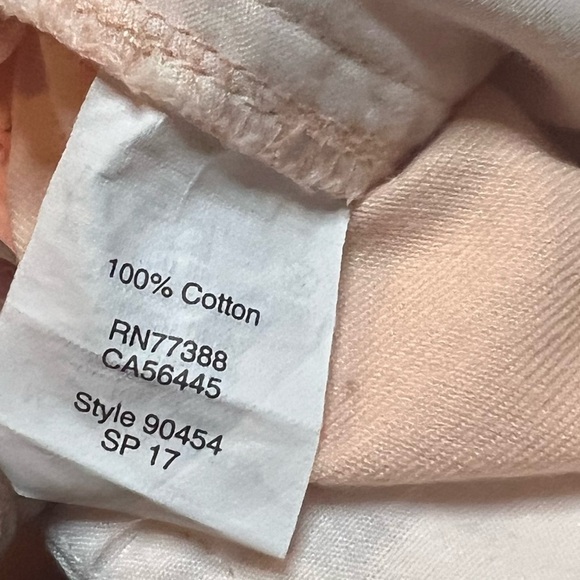 100% Cotton
RN77388
CA56445
Style 90454
SP 17